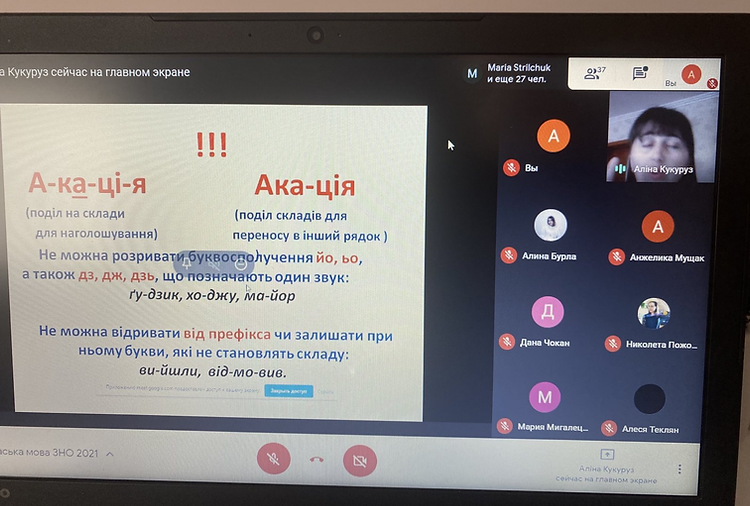 а Кукуруз сейчас на главном экране
M
Maria Strilchuk
и еще 27 чел.
37
Вы
A
!!!
А-ка-ці-я
Ака-ція
(поділ на склади
для наголошування)
(поділ складів для
переносу в інший рядок )
Не можна розривати буквосполучення йо, ьо,
а також дз, дж, дзь, що позначають один звук:
ґу-дзик, хо-джу, ма-йор
Не можна відривати від префікса чи залишати при
ньому букви, які не становлять складу:
ви-йшли, від-мо-вив.
Закрыть доступ
A
Вы
Аліна Кукуруз
Алина Бурла
A
Анжелика Мущак
Д
Дана Чокан
Николета Пожо...
М
Мария Мигалец...
Алеся Теклян
ська мова ЗНО 2021
Аліна Кукуруз
сейчас на главном экране